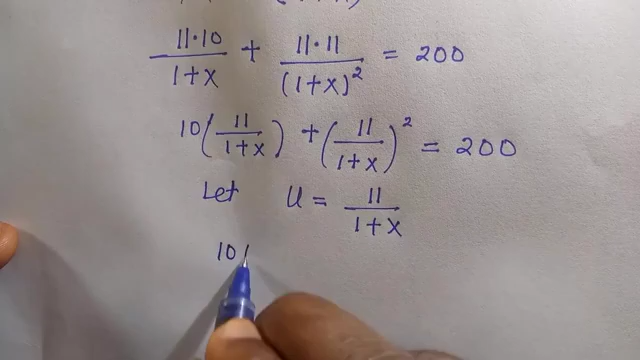 11·10/(1+x) + 11·11/(1+x)² = 200
10(11/(1+x)) + (11/(1+x))² = 200
Let u = 11/(1+x)
10